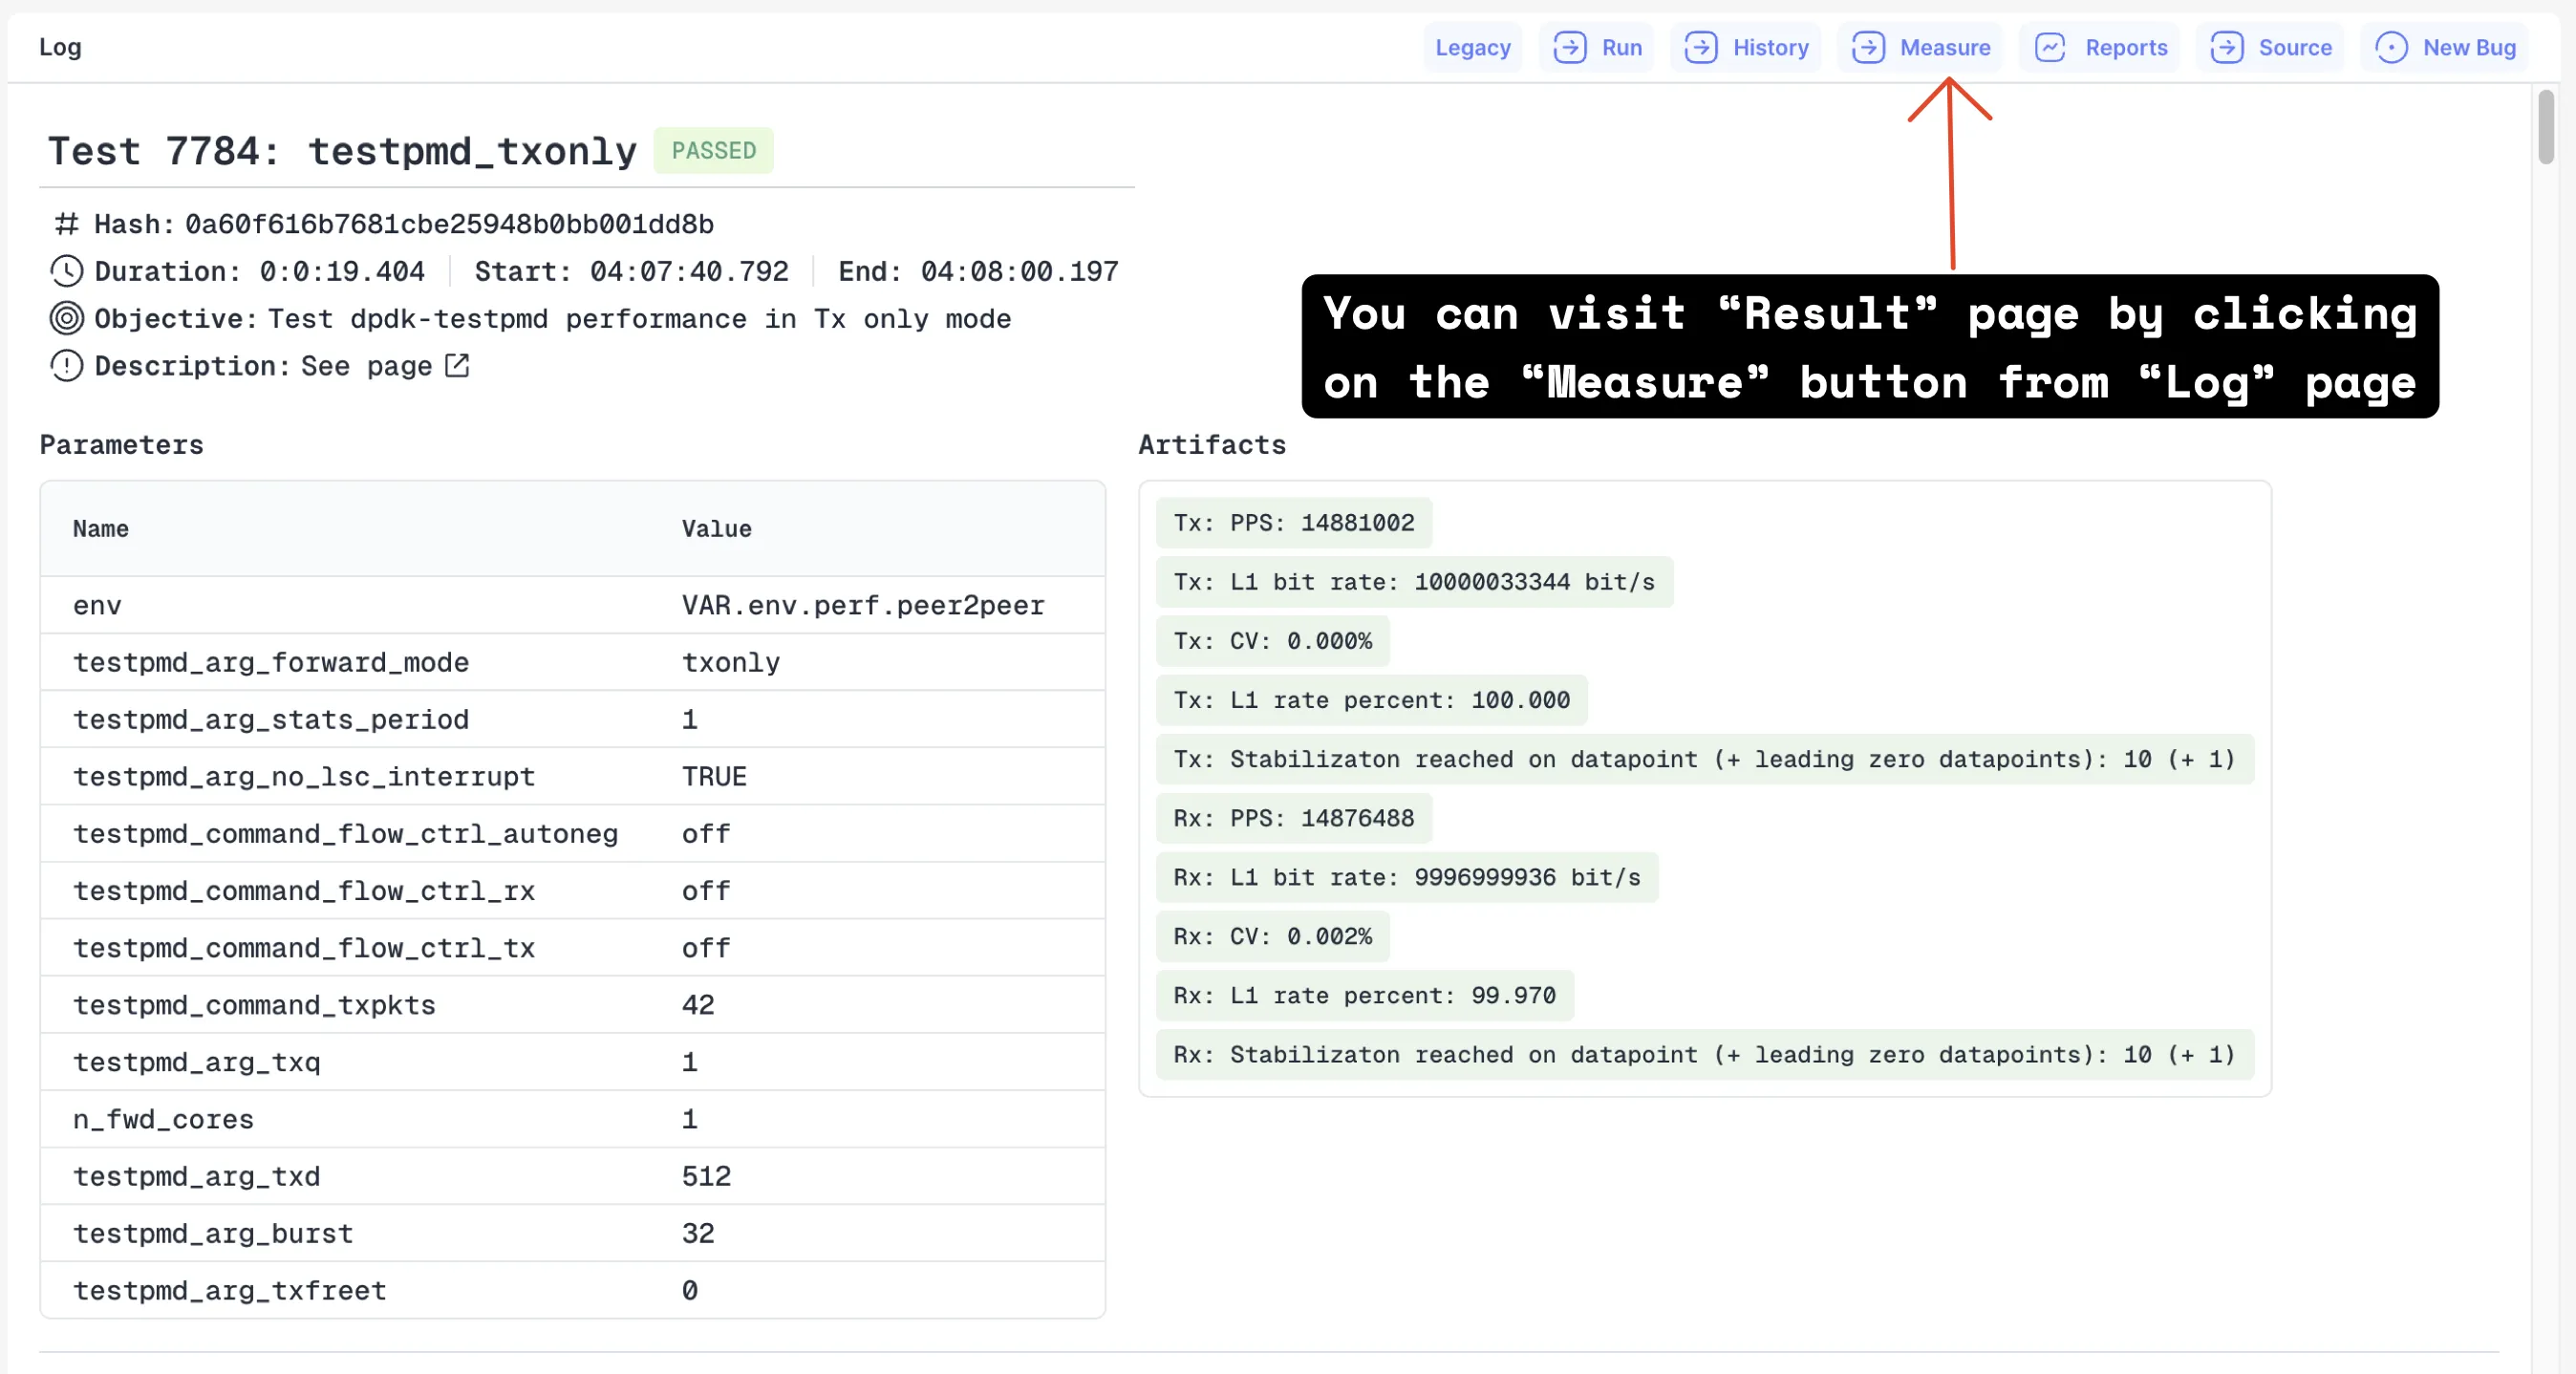 Log
Legacy
Run
History
Measure
Reports
Source
New Bug
Test 7784: testpmd_txonly PASSED
Hash: 0a60f616b7681cbe25948b0bb001dd8b
Duration: 0:0:19.404 Start: 04:07:40.792 End: 04:08:00.197
Objective: Test dpdk-testpmd performance in Tx only mode
Description: See page
You can visit “Result” page by clicking
on the “Measure” button from “Log” page
Parameters
Name Value
env VAR.env.perf.peer2peer
testpmd_arg_forward_mode txonly
testpmd_arg_stats_period 1
testpmd_arg_no_lsc_interrupt TRUE
testpmd_command_flow_ctrl_autoneg off
testpmd_command_flow_ctrl_rx off
testpmd_command_flow_ctrl_tx off
testpmd_command_txpkts 42
testpmd_arg_txq 1
n_fwd_cores 1
testpmd_arg_txd 512
testpmd_arg_burst 32
testpmd_arg_txfreet 0
Artifacts
Tx: PPS: 14881002
Tx: L1 bit rate: 10000033344 bit/s
Tx: CV: 0.000%
Tx: L1 rate percent: 100.000
Tx: Stabilizaton reached on datapoint (+ leading zero datapoints): 10 (+ 1)
Rx: PPS: 14876488
Rx: L1 bit rate: 9996999936 bit/s
Rx: CV: 0.002%
Rx: L1 rate percent: 99.970
Rx: Stabilizaton reached on datapoint (+ leading zero datapoints): 10 (+ 1)